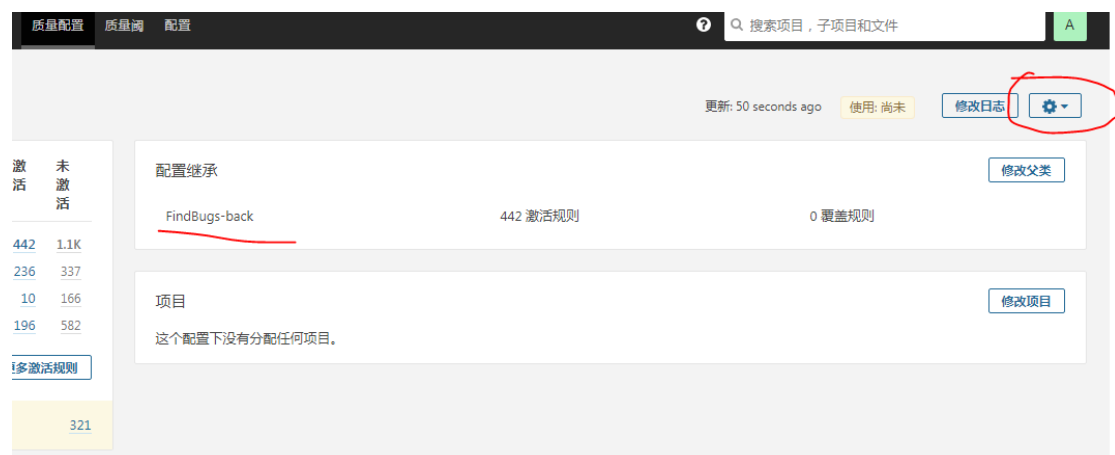 质量配置 质量阈 配置
搜索项目，子项目和文件
A
更新: 50 seconds ago 使用: 尚未 修改日志
激活 未激活
442 1.1K
236 337
10 166
196 582
更多激活规则
321
配置继承 修改父类
FindBugs-back 442 激活规则 0 覆盖规则
项目 修改项目
这个配置下没有分配任何项目。